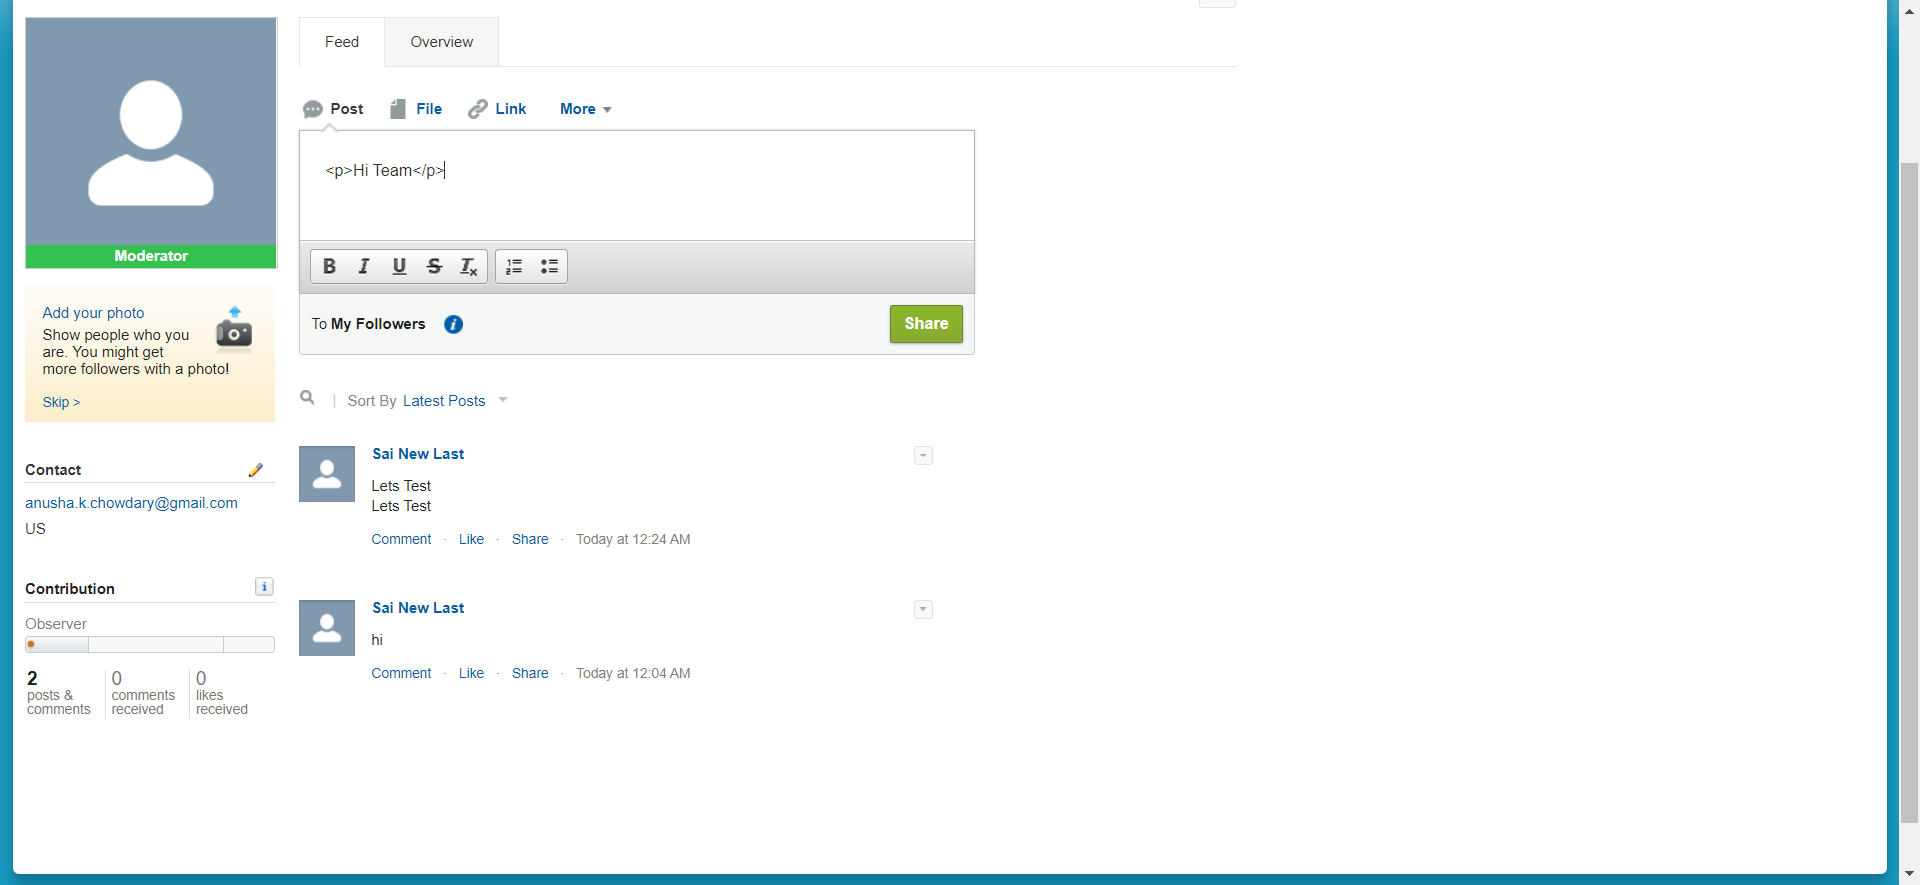 Feed
Overview
Post
File
Link
More
<p>Hi Team</p>
Moderator
B I U S Tx
To My Followers
Share
Add your photo
Show people who you
are. You might get
more followers with a photo!
Skip >
Sort By Latest Posts
Contact
anusha.k.chowdary@gmail.com
US
Contribution
Observer
2
posts &
comments
0
comments
received
0
likes
received
Sai New Last
Lets Test
Lets Test
Comment · Like · Share · Today at 12:24 AM
Sai New Last
hi
Comment · Like · Share · Today at 12:04 AM